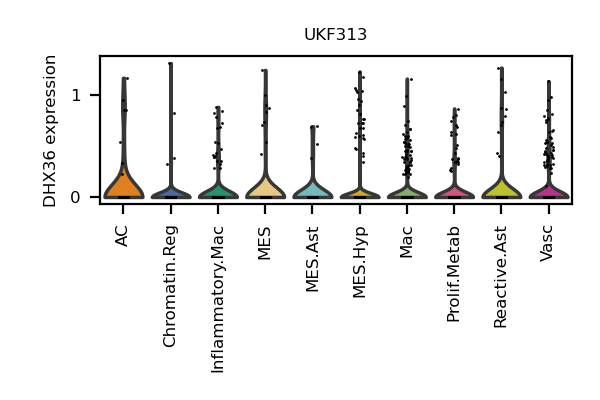 UKF313
DHX36 expression
1
0
AC
Chromatin.Reg
Inflammatory.Mac
MES
MES.Ast
MES.Hyp
Mac
Prolif.Metab
Reactive.Ast
Vasc